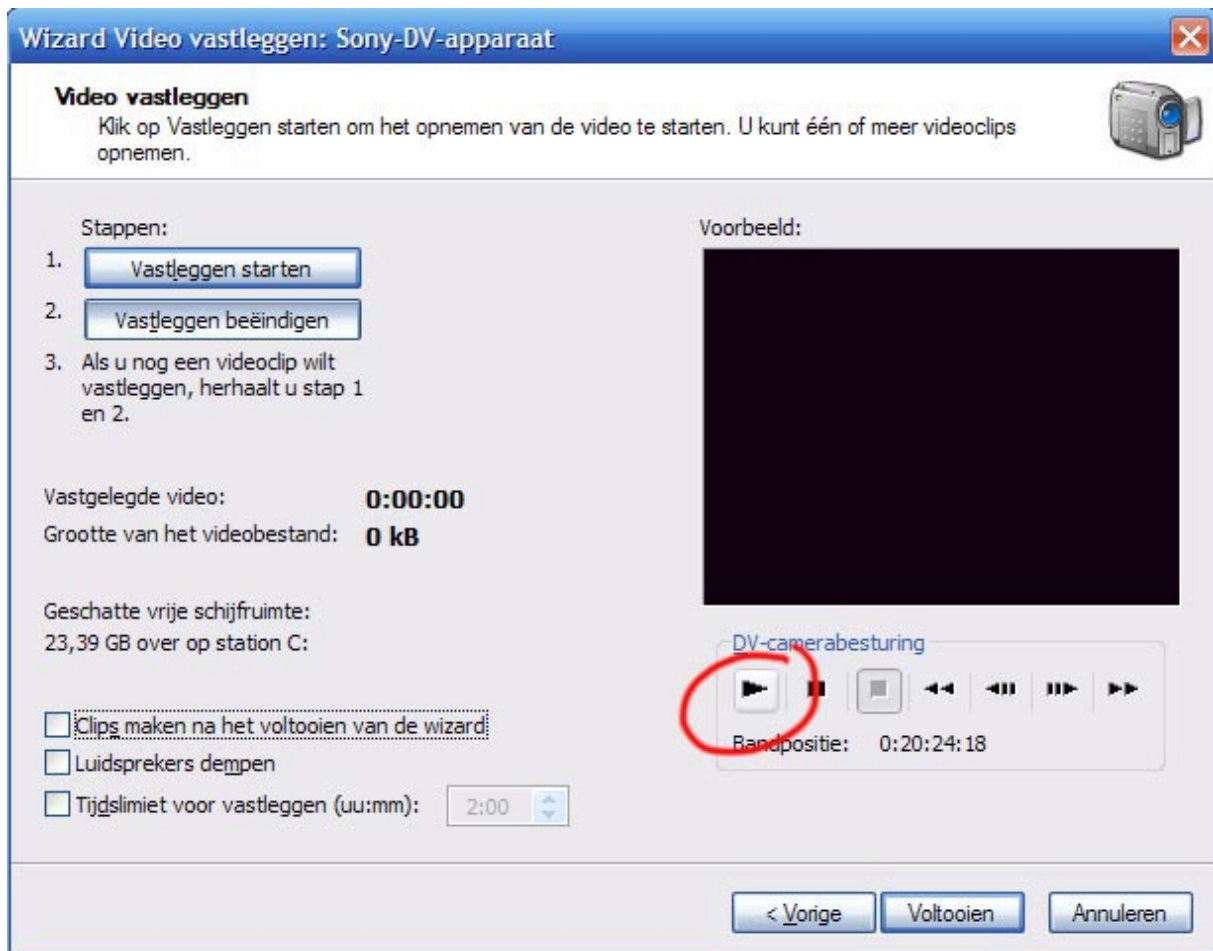 Wizard Video vastleggen: Sony-DV-apparaat
Video vastleggen
Klik op Vastleggen starten om het opnemen van de video te starten. U kunt één of meer videoclips
opnemen.
Stappen:
1. Vastleggen starten
2. Vastleggen beëindigen
3. Als u nog een videoclip wilt
vastleggen, herhaalt u stap 1
en 2.
Vastgelegde video: 0:00:00
Grootte van het videobestand: 0 kB
Geschatte vrije schijfruimte:
23,39 GB over op station C:
Clips maken na het voltooien van de wizard
Luidsprekers dempen
Tijdslimiet voor vastleggen (uu:mm): 2:00
Voorbeeld:
DV-camerabesturing
Bandpositie: 0:20:24:18
< Vorige
Voltooien
Annuleren